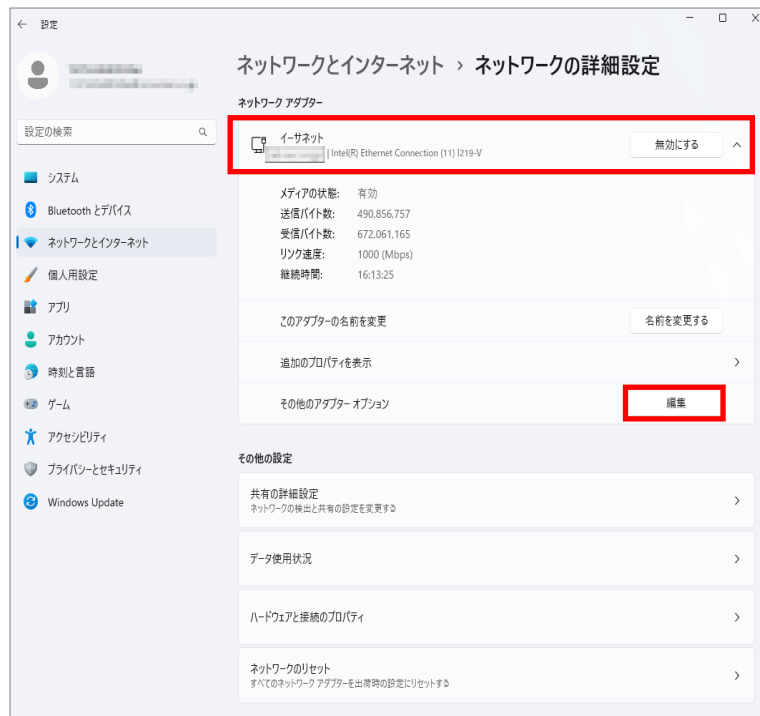 ← 設定
ネットワークとインターネット › ネットワークの詳細設定
ネットワーク アダプター
設定の検索
イーサネット
| Intel(R) Ethernet Connection (11) I219-V
無効にする
システム
Bluetooth とデバイス
ネットワークとインターネット
個人用設定
アプリ
アカウント
時刻と言語
ゲーム
アクセシビリティ
プライバシーとセキュリティ
Windows Update
メディアの状態: 有効
送信バイト数: 490,856,757
受信バイト数: 672,061,165
リンク速度: 1000 (Mbps)
継続時間: 16:13:25
このアダプターの名前を変更 名前を変更する
追加のプロパティを表示
その他のアダプター オプション 編集
その他の設定
共有の詳細設定
ネットワークの検出と共有の設定を変更する
データ使用状況
ハードウェアと接続のプロパティ
ネットワークのリセット
すべてのネットワーク アダプターを出荷時の設定にリセットする